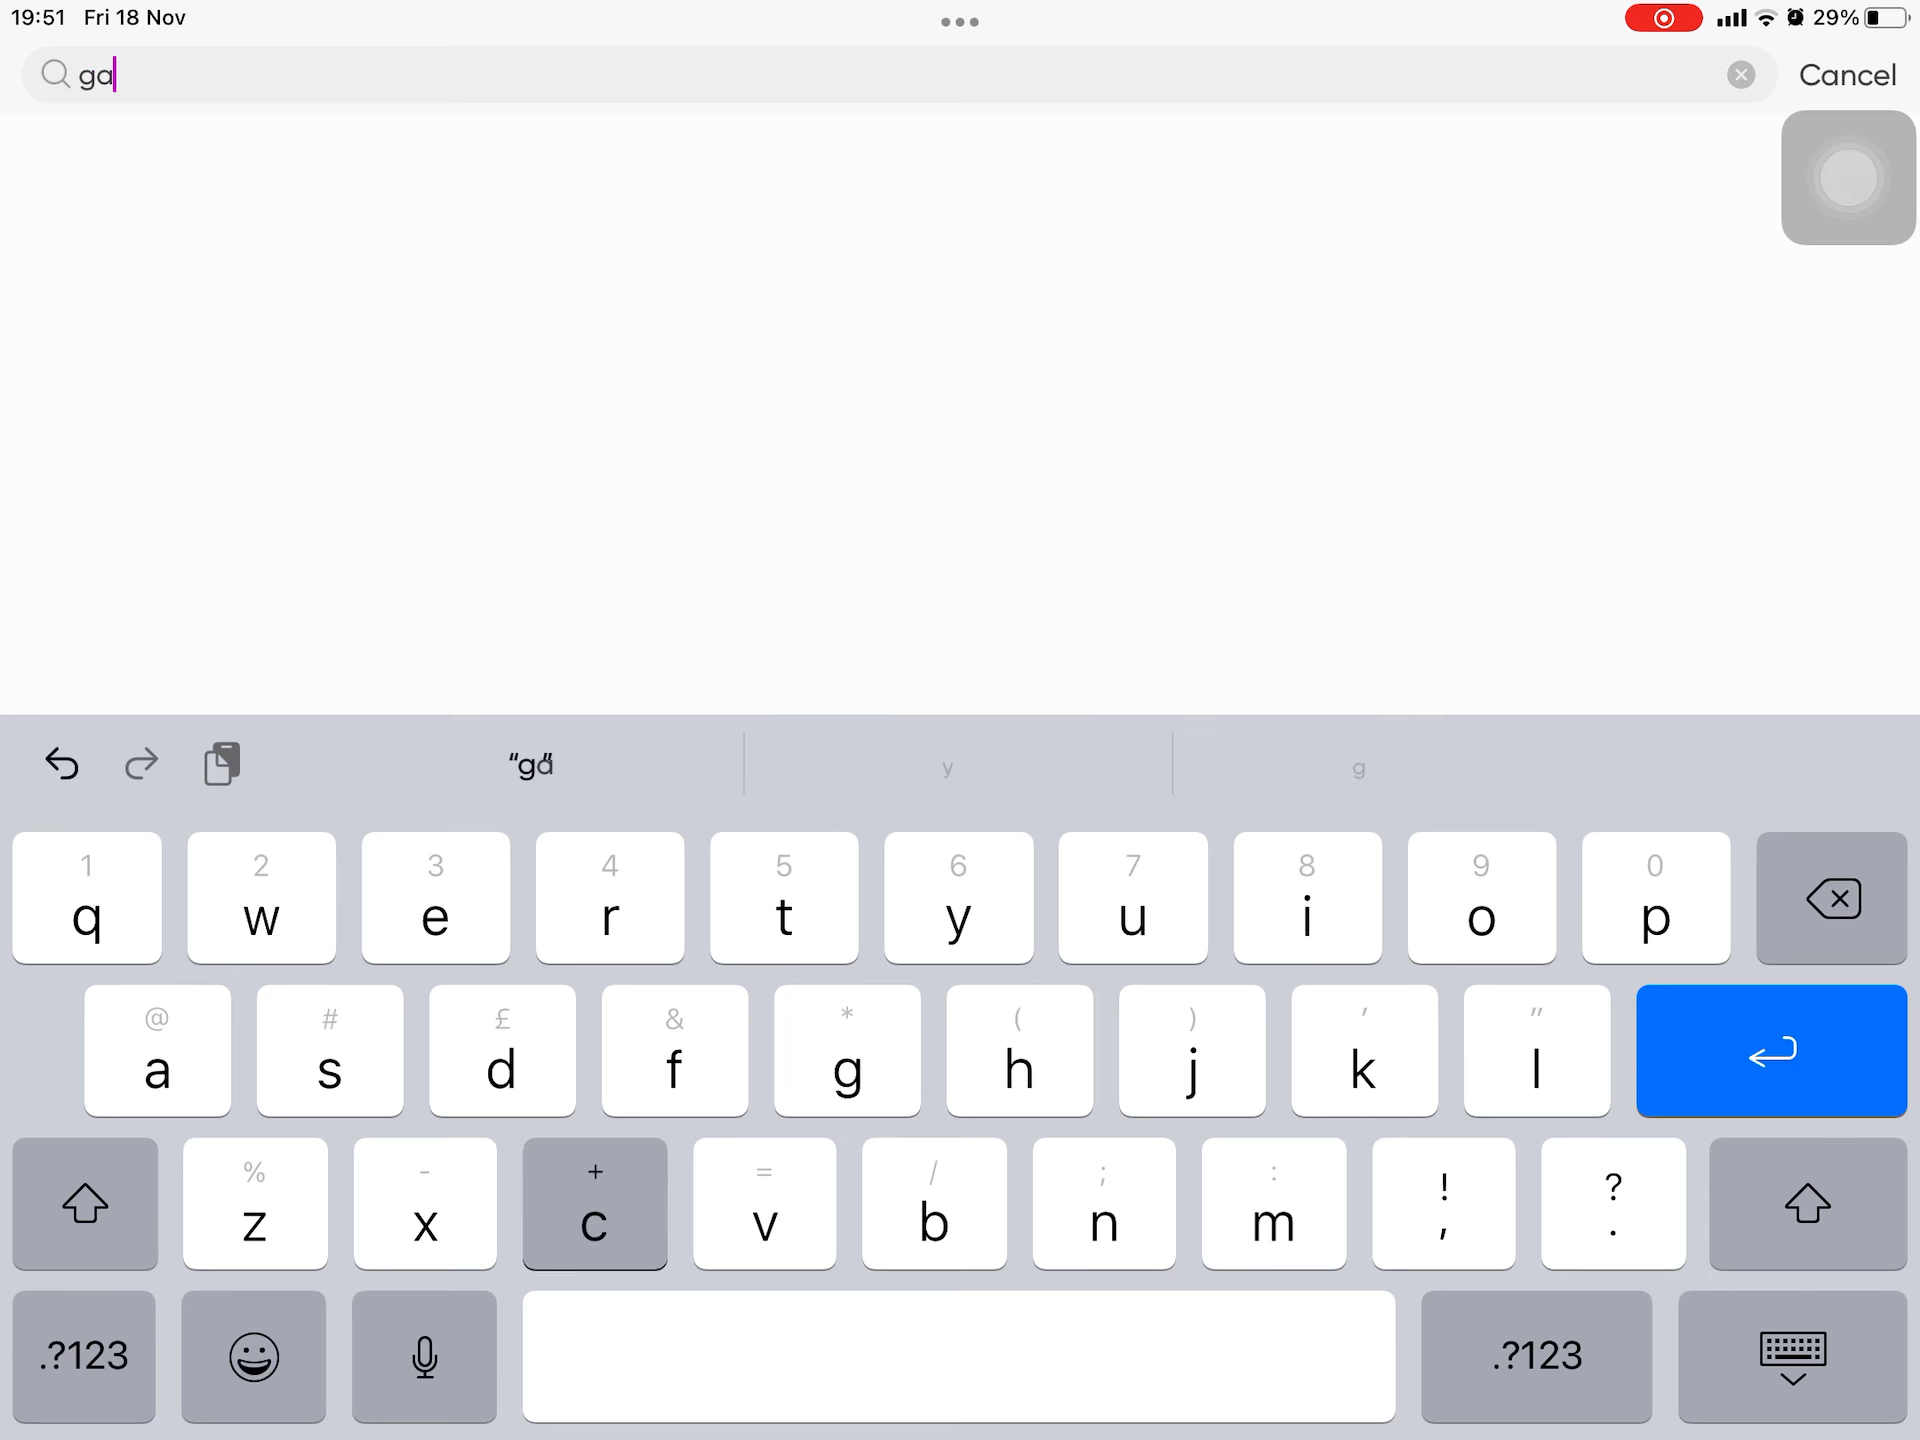 19:51 Fri 18 Nov
29%
ga Cancel
“ga” y g
1 2 3 4 5 6 7 8 9 0
q w e r t y u i o p
@ # £ & * ( ) ’ ”
a s d f g h j k l
% - + = / ; : ! ?
z x c v b n m , .
.?123 .?123